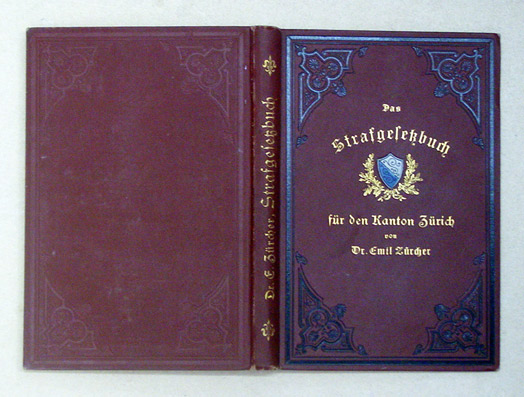 Dr. E. Zürcher, Strafgesetzbuch
Das
Strafgesetzbuch
für den Kanton Zürich
von
Dr. Emil Zürcher